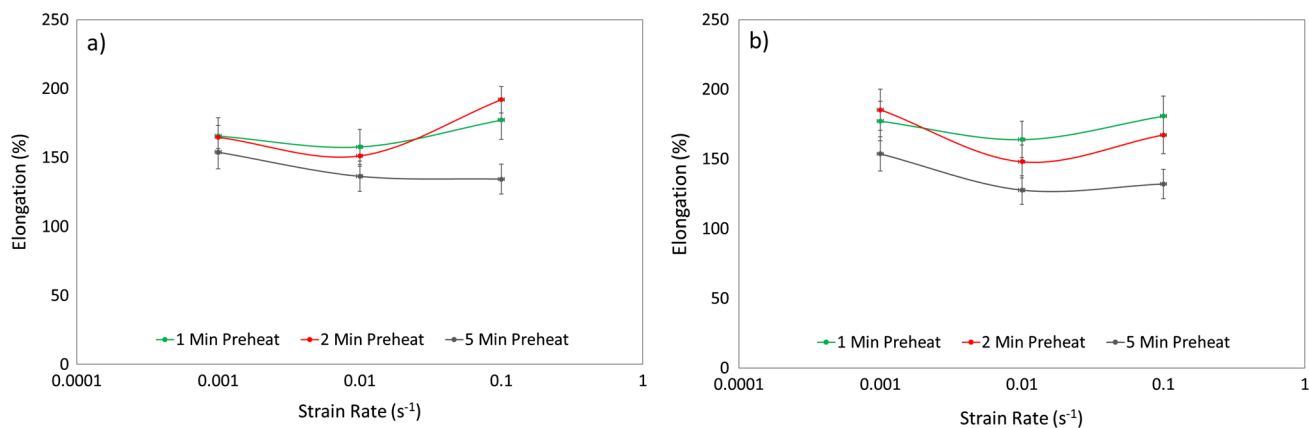 a)
Elongation (%)
250
200
150
100
50
0
1 Min Preheat 2 Min Preheat 5 Min Preheat
0.0001 0.001 0.01 0.1 1
Strain Rate (s⁻¹)
b)
Elongation (%)
250
200
150
100
50
0
1 Min Preheat 2 Min Preheat 5 Min Preheat
0.0001 0.001 0.01 0.1 1
Strain Rate (s⁻¹)